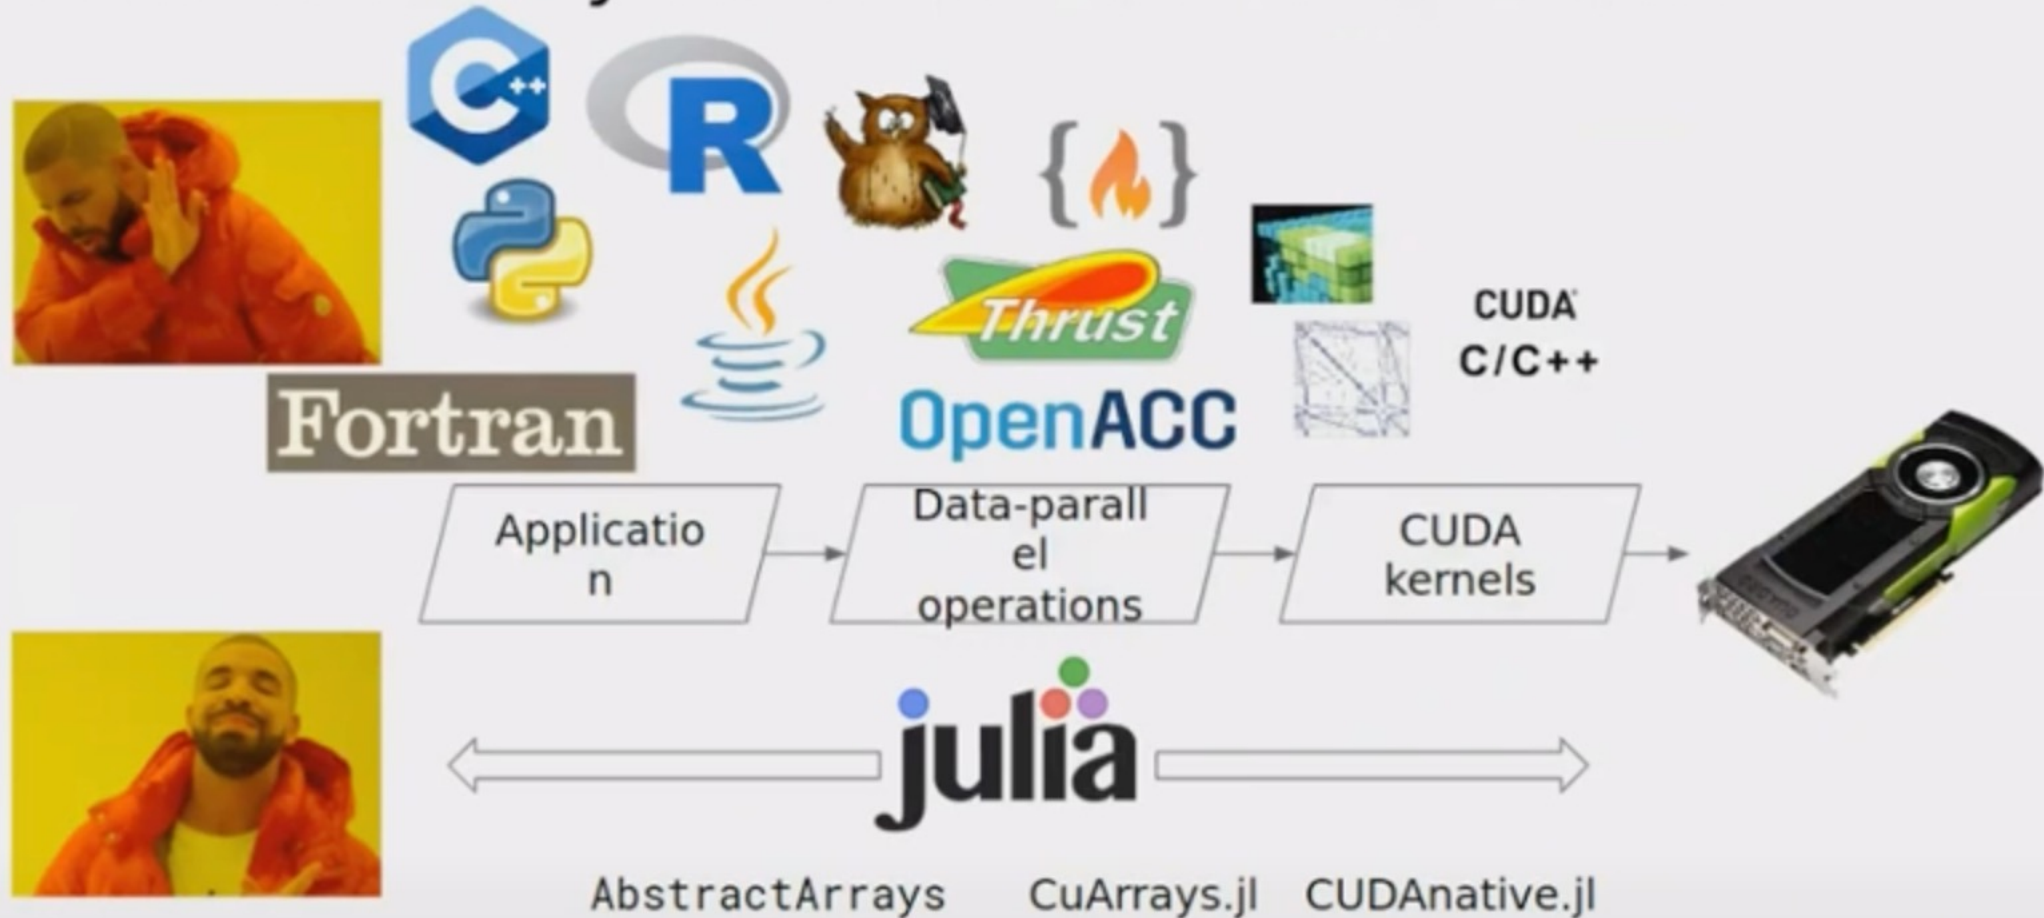 C++
R
Thrust
CUDA
C/C++
Fortran
OpenACC
Applicatio
n
Data-parall
el
operations
CUDA
kernels
julia
AbstractArrays CuArrays.jl CUDAnative.jl